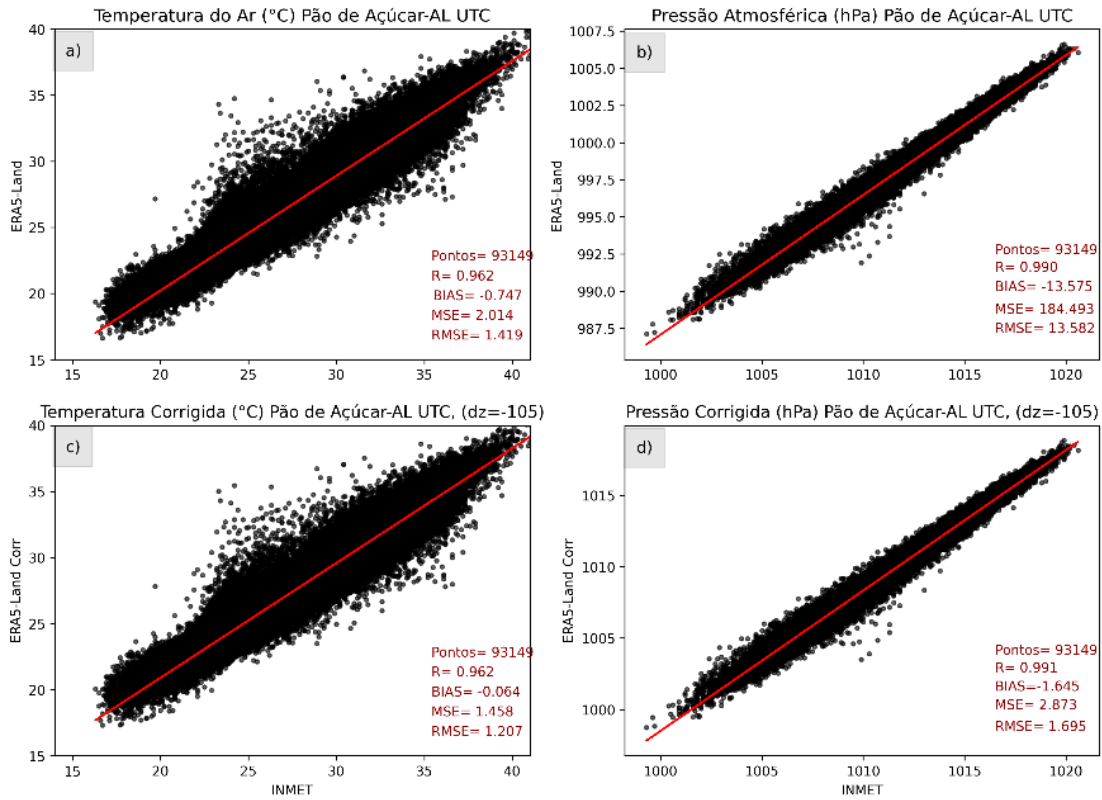 Temperatura do Ar (°C) Pão de Açúcar-AL UTC
a)
40
35
30
25
20
15
ERA5-Land
Pontos= 93149
R= 0.962
BIAS= -0.747
MSE= 2.014
RMSE= 1.419
15 20 25 30 35 40
Pressão Atmosférica (hPa) Pão de Açúcar-AL UTC
b)
1007.5
1005.0
1002.5
1000.0
997.5
995.0
992.5
990.0
987.5
ERA5-Land
Pontos= 93149
R= 0.990
BIAS= -13.575
MSE= 184.493
RMSE= 13.582
1000 1005 1010 1015 1020
Temperatura Corrigida (°C) Pão de Açúcar-AL UTC, (dz=-105)
c)
40
35
30
25
20
15
ERA5-Land Corr
Pontos= 93149
R= 0.962
BIAS= -0.064
MSE= 1.458
RMSE= 1.207
15 20 25 30 35 40
INMET
Pressão Corrigida (hPa) Pão de Açúcar-AL UTC, (dz=-105)
d)
1015
1010
1005
1000
ERA5-Land Corr
Pontos= 93149
R= 0.991
BIAS=-1.645
MSE= 2.873
RMSE= 1.695
1000 1005 1010 1015 1020
INMET